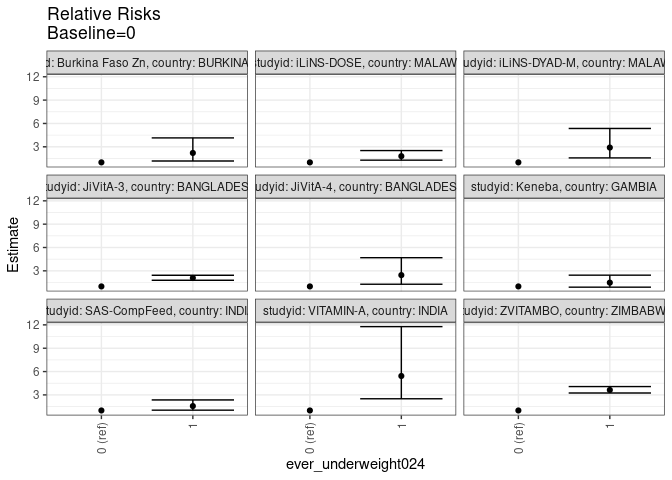 Relative Risks
Baseline=0
d: Burkina Faso Zn, country: BURKINA
studyid: iLiNS-DOSE, country: MALAW
udyid: iLiNS-DYAD-M, country: MALAW
12
9
6
3
tudyid: JiVitA-3, country: BANGLADES
udyid: JiVitA-4, country: BANGLADES
studyid: Keneba, country: GAMBIA
12
9
6
3
Estimate
tudyid: SAS-CompFeed, country: INDI
studyid: VITAMIN-A, country: INDIA
udyid: ZVITAMBO, country: ZIMBABW
12
9
6
3
0 (ref)
1
0 (ref)
1
0 (ref)
1
ever_underweight024